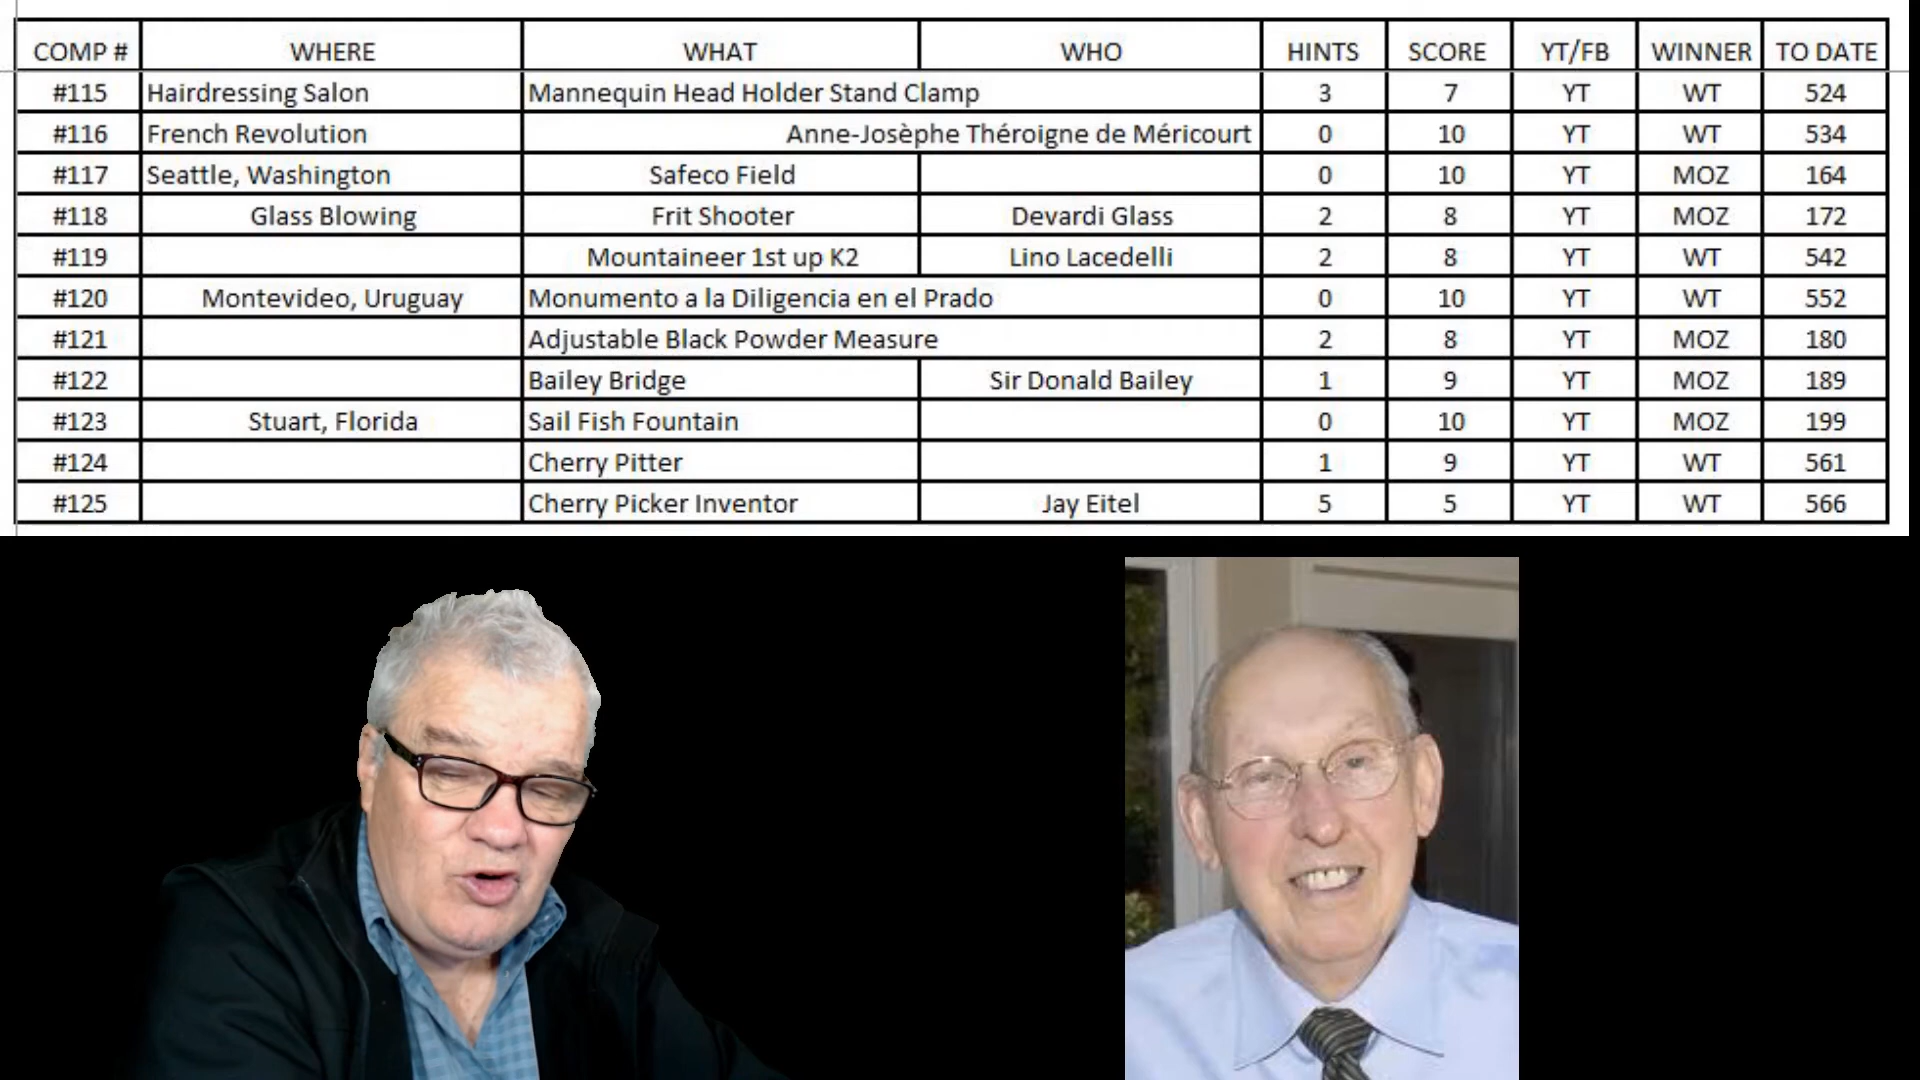 COMP # WHERE WHAT WHO HINTS SCORE YT/FB WINNER TO DATE
#115 Hairdressing Salon Mannequin Head Holder Stand Clamp 3 7 YT WT 524
#116 French Revolution Anne-Josèphe Théroigne de Méricourt 0 10 YT WT 534
#117 Seattle, Washington Safeco Field 0 10 YT MOZ 164
#118 Glass Blowing Frit Shooter Devardi Glass 2 8 YT MOZ 172
#119 Mountaineer 1st up K2 Lino Lacedelli 2 8 YT WT 542
#120 Montevideo, Uruguay Monumento a la Diligencia en el Prado 0 10 YT WT 552
#121 Adjustable Black Powder Measure 2 8 YT MOZ 180
#122 Bailey Bridge Sir Donald Bailey 1 9 YT MOZ 189
#123 Stuart, Florida Sail Fish Fountain 0 10 YT MOZ 199
#124 Cherry Pitter 1 9 YT WT 561
#125 Cherry Picker Inventor Jay Eitel 5 5 YT WT 566